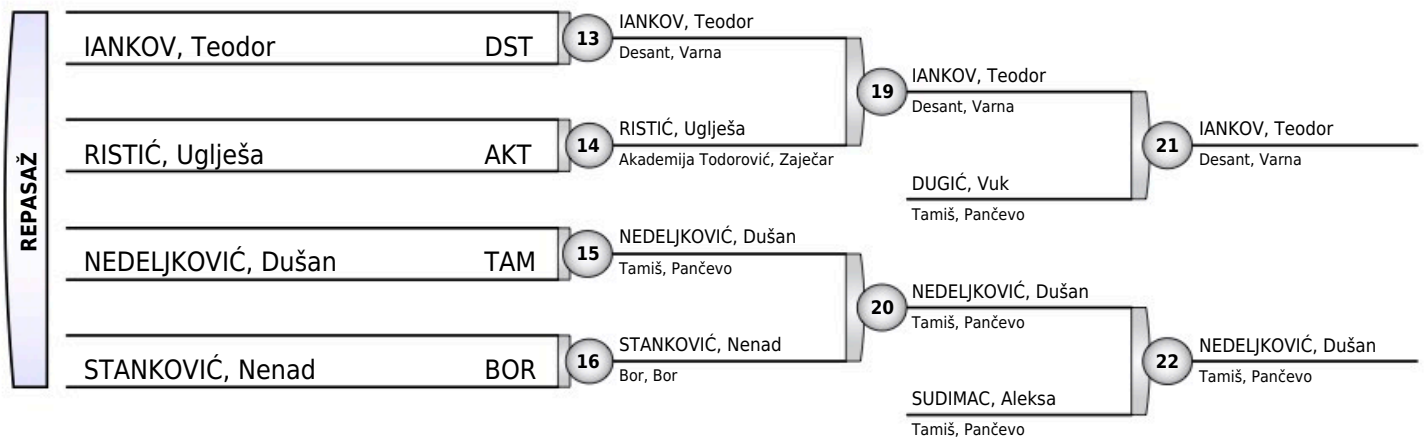 REPASAŽ
IANKOV, Teodor DST
13
IANKOV, Teodor
Desant, Varna
RISTIĆ, Uglješa AKT
14
RISTIĆ, Uglješa
Akademija Todorović, Zaječar
19
IANKOV, Teodor
Desant, Varna
DUGIĆ, Vuk
Tamiš, Pančevo
21
IANKOV, Teodor
Desant, Varna
NEDELJKOVIĆ, Dušan TAM
15
NEDELJKOVIĆ, Dušan
Tamiš, Pančevo
STANKOVIĆ, Nenad BOR
16
STANKOVIĆ, Nenad
Bor, Bor
20
NEDELJKOVIĆ, Dušan
Tamiš, Pančevo
SUDIMAC, Aleksa
Tamiš, Pančevo
22
NEDELJKOVIĆ, Dušan
Tamiš, Pančevo